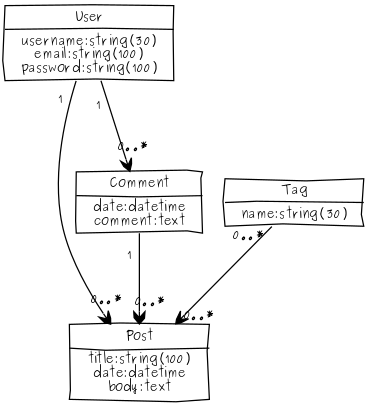 User
username:string(30)
email:string(100)
password:string(100)
1
1
0..*
Comment
date:datetime
comment:text
Tag
name:string(30)
0..*
1
0..*
0..*
0..*
Post
title:string(100)
date:datetime
body:text